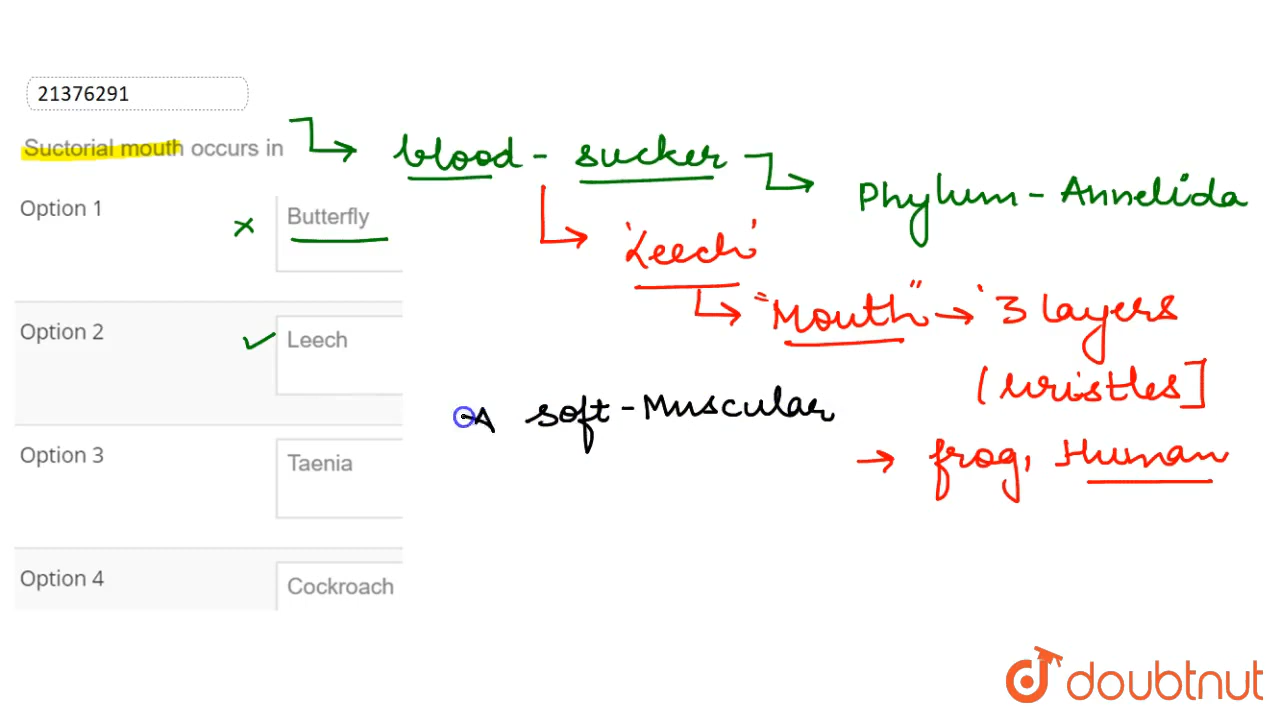 21376291
Suctorial mouth occurs in
blood - sucker
Phylum - Annelida
Option 1
Butterfly
'Leech'
"Mouth" → '3 layers
Option 2
Leech
(
]
soft - Muscular
Option 3
Taenia
→ frog, Human
Option 4
Cockroach
doubtnut